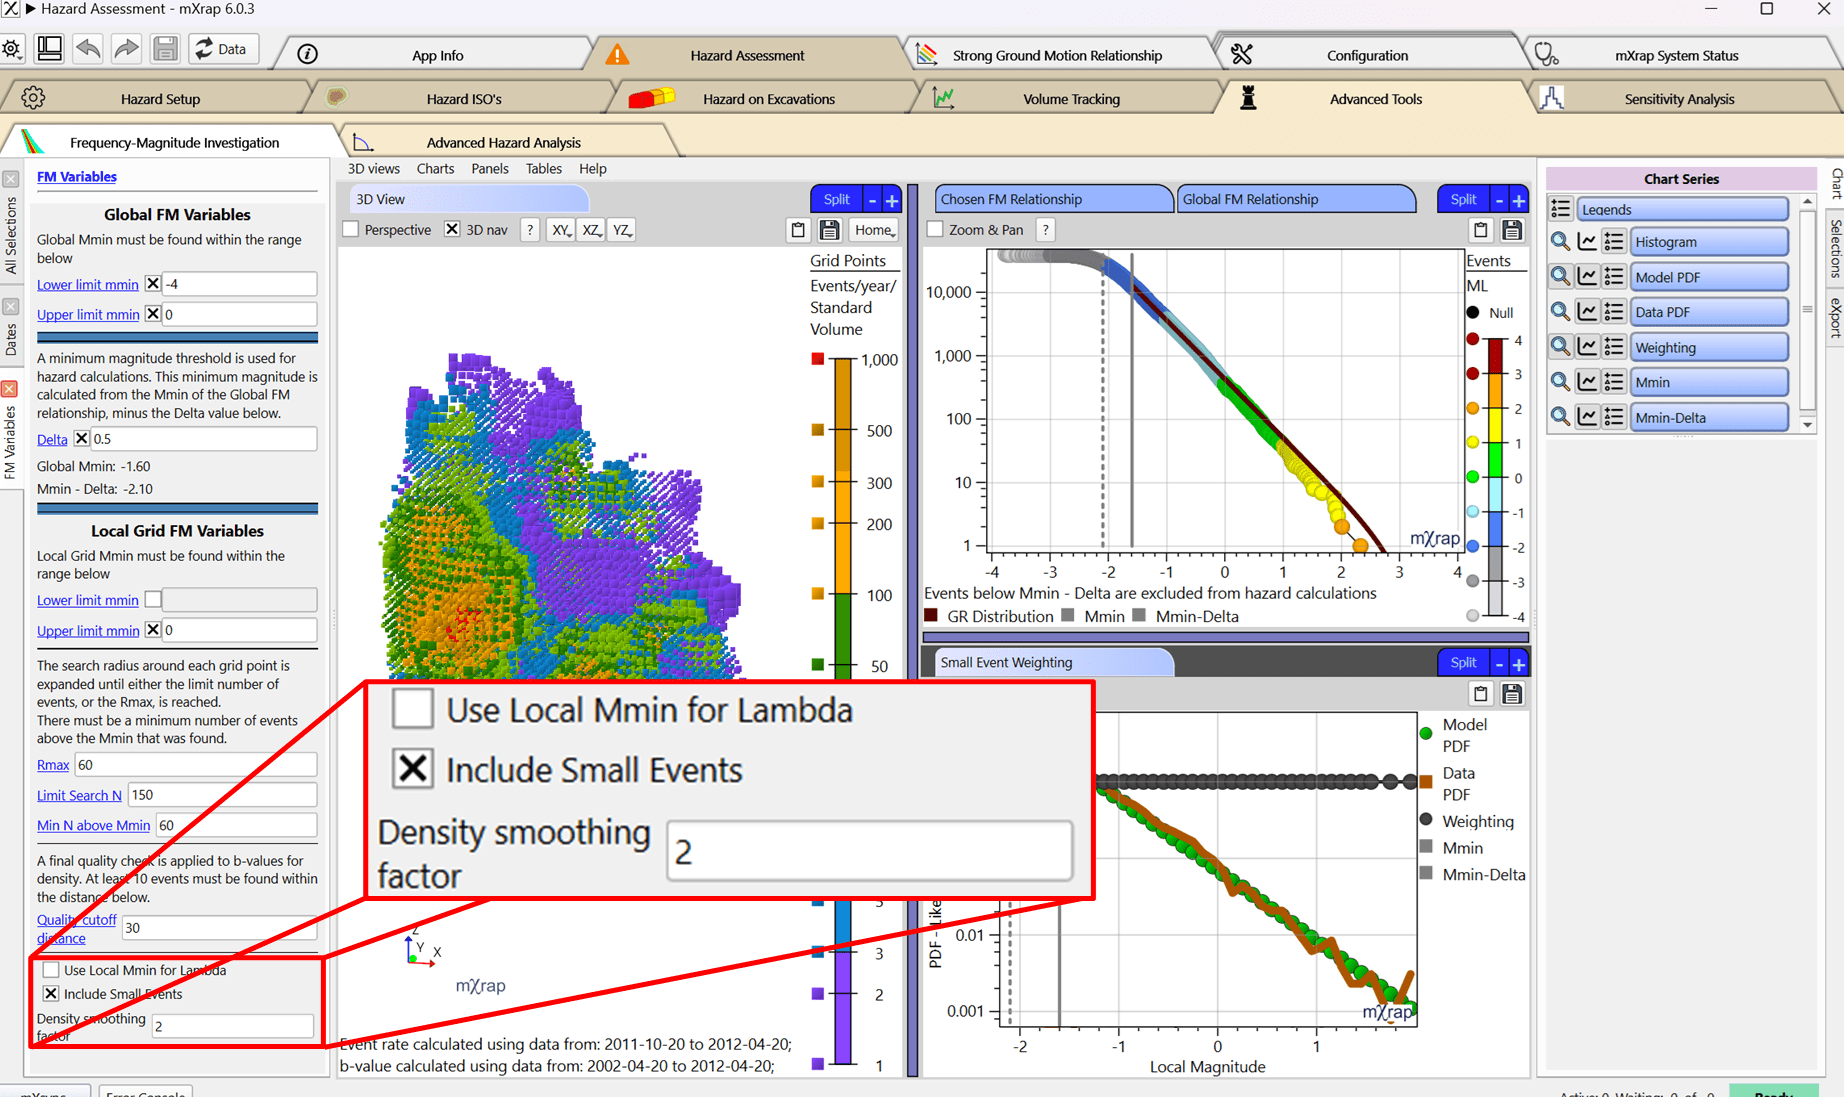 Hazard Assessment - mXrap 6.0.3
Data
App Info
Hazard Assessment
Strong Ground Motion Relationship
Configuration
mXrap System Status
Hazard Setup
Hazard ISO's
Hazard on Excavations
Volume Tracking
Advanced Tools
Sensitivity Analysis
Frequency-Magnitude Investigation
Advanced Hazard Analysis
All Selections
Dates
FM Variables
FM Variables
Global FM Variables
Global Mmin must be found within the range
below
Lower limit mmin -4
Upper limit mmin 0
A minimum magnitude threshold is used for
hazard calculations. This minimum magnitude is
calculated from the Mmin of the Global FM
relationship, minus the Delta value below.
Delta 0.5
Global Mmin: -1.60
Mmin - Delta: -2.10
Local Grid FM Variables
Local Grid Mmin must be found within the
range below
Lower limit mmin
Upper limit mmin 0
The search radius around each grid point is
expanded until either the limit number of
events, or the Rmax, is reached.
There must be a minimum number of events
above the Mmin that was found.
Rmax 60
Limit Search N 150
Min N above Mmin 60
A final quality check is applied to b-values for
density. At least 10 events must be found within
the distance below.
Quality cutoff
distance 30
Use Local Mmin for Lambda
Include Small Events
Density smoothing
factor 2
3D views Charts Panels Tables Help
3D View
Split - +
Perspective 3D nav ? XY XZ YZ
Home
Grid Points
Events/year/
Standard
Volume
1,000
500
300
200
100
50
5
3
2
1
Use Local Mmin for Lambda
Include Small Events
Density smoothing
factor 2
Z
Y
X
mXrap
Event rate calculated using data from: 2011-10-20 to 2012-04-20;
b-value calculated using data from: 2002-04-20 to 2012-04-20;
Chosen FM Relationship
Global FM Relationship
Split - +
Zoom & Pan ?
10,000
1,000
100
10
1
-4 -3 -2 -1 0 1 2 3 4
mXrap
Events
ML
Null
4
3
2
1
0
-1
-2
-3
-4
Events below Mmin - Delta are excluded from hazard calculations
GR Distribution Mmin Mmin-Delta
Small Event Weighting
Split - +
Model
PDF
Data
PDF
Weighting
Mmin
Mmin-Delta
PDF - Like
0.01
0.001
mXrap
-2 -1 0 1
Local Magnitude
Chart Series
Legends
Histogram
Model PDF
Data PDF
Weighting
Mmin
Mmin-Delta
Chart
Selections
eXport
mXsync
Error Console
Active: 0 Waiting: 0 of 0
Ready